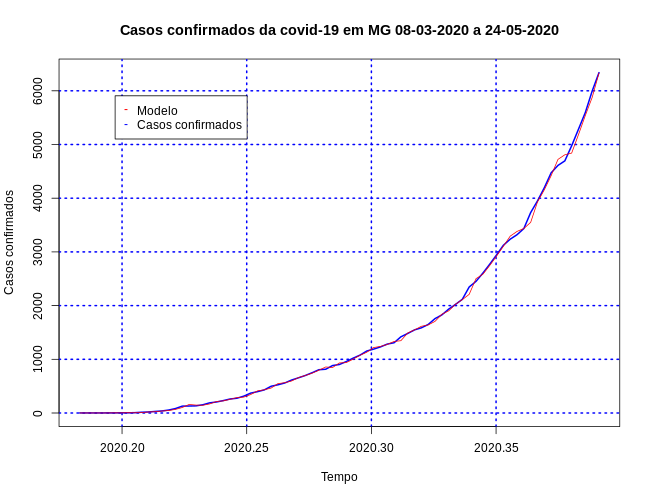 Casos confirmados da covid-19 em MG 08-03-2020 a 24-05-2020
Casos confirmados
6000
5000
4000
3000
2000
1000
0
Modelo
Casos confirmados
2020.20
2020.25
2020.30
2020.35
Tempo